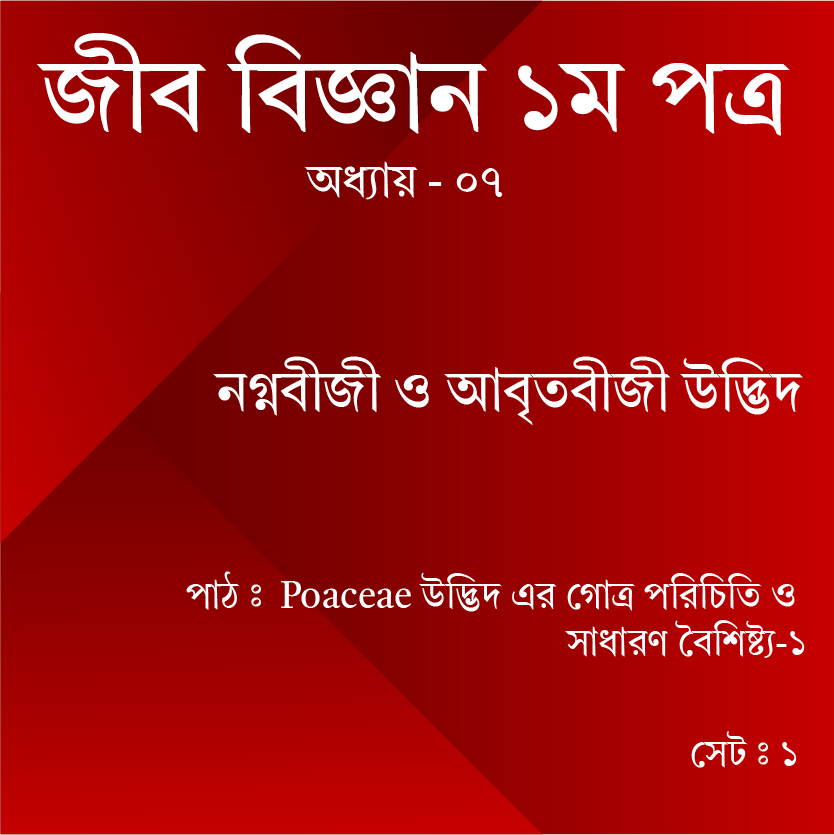 জীব বিজ্ঞান ১ম পত্র
অধ্যায় - ০৭
নগ্নবীজী ও আবৃতবীজী উদ্ভিদ
পাঠ ঃ Poaceae উদ্ভিদ এর গোত্র পরিচিতি ও
সাধারণ বৈশিষ্ট্য-১
সেট ঃ ১